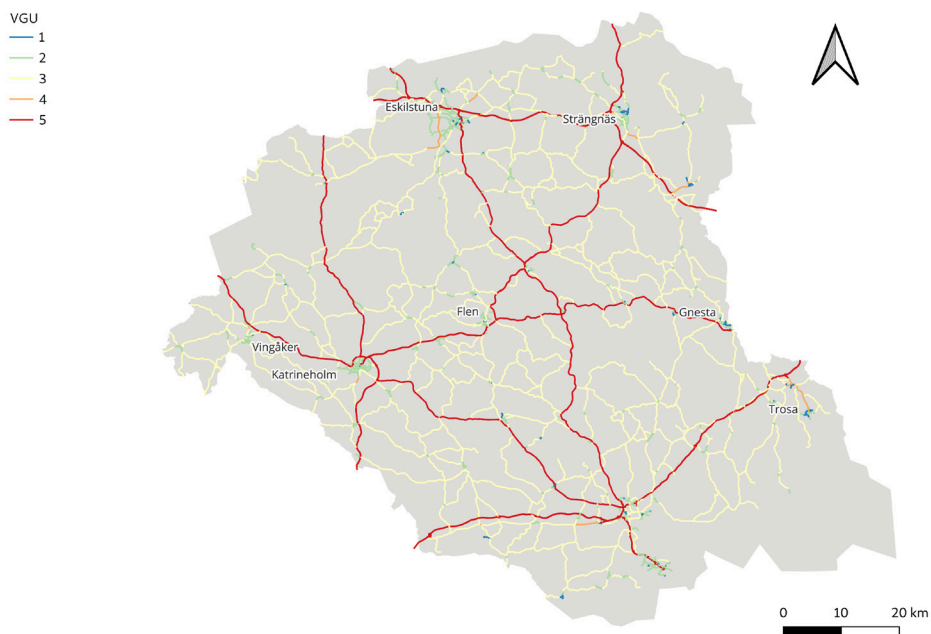 VGU
1
2
3
4
5
Eskilstuna
Strängnäs
Flen
Gnesta
Vingåker
Katrineholm
Trosa
0 10 20 km